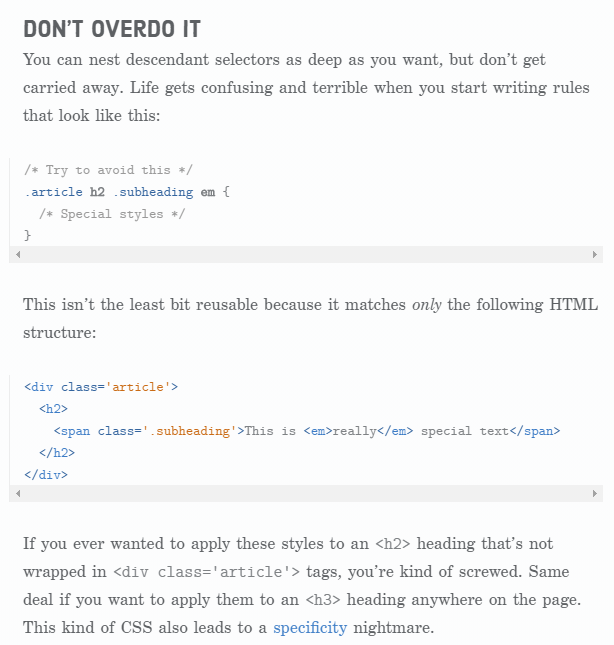 DON'T OVERDO IT
You can nest descendant selectors as deep as you want, but don't get
carried away. Life gets confusing and terrible when you start writing rules
that look like this:
/* Try to avoid this */
.article h2 .subheading em {
  /* Special styles */
}
This isn't the least bit reusable because it matches only the following HTML
structure:
<div class='article'>
  <h2>
    <span class='.subheading'>This is <em>really</em> special text</span>
  </h2>
</div>
If you ever wanted to apply these styles to an <h2> heading that's not
wrapped in <div class='article'> tags, you're kind of screwed. Same
deal if you want to apply them to an <h3> heading anywhere on the page.
This kind of CSS also leads to a specificity nightmare.